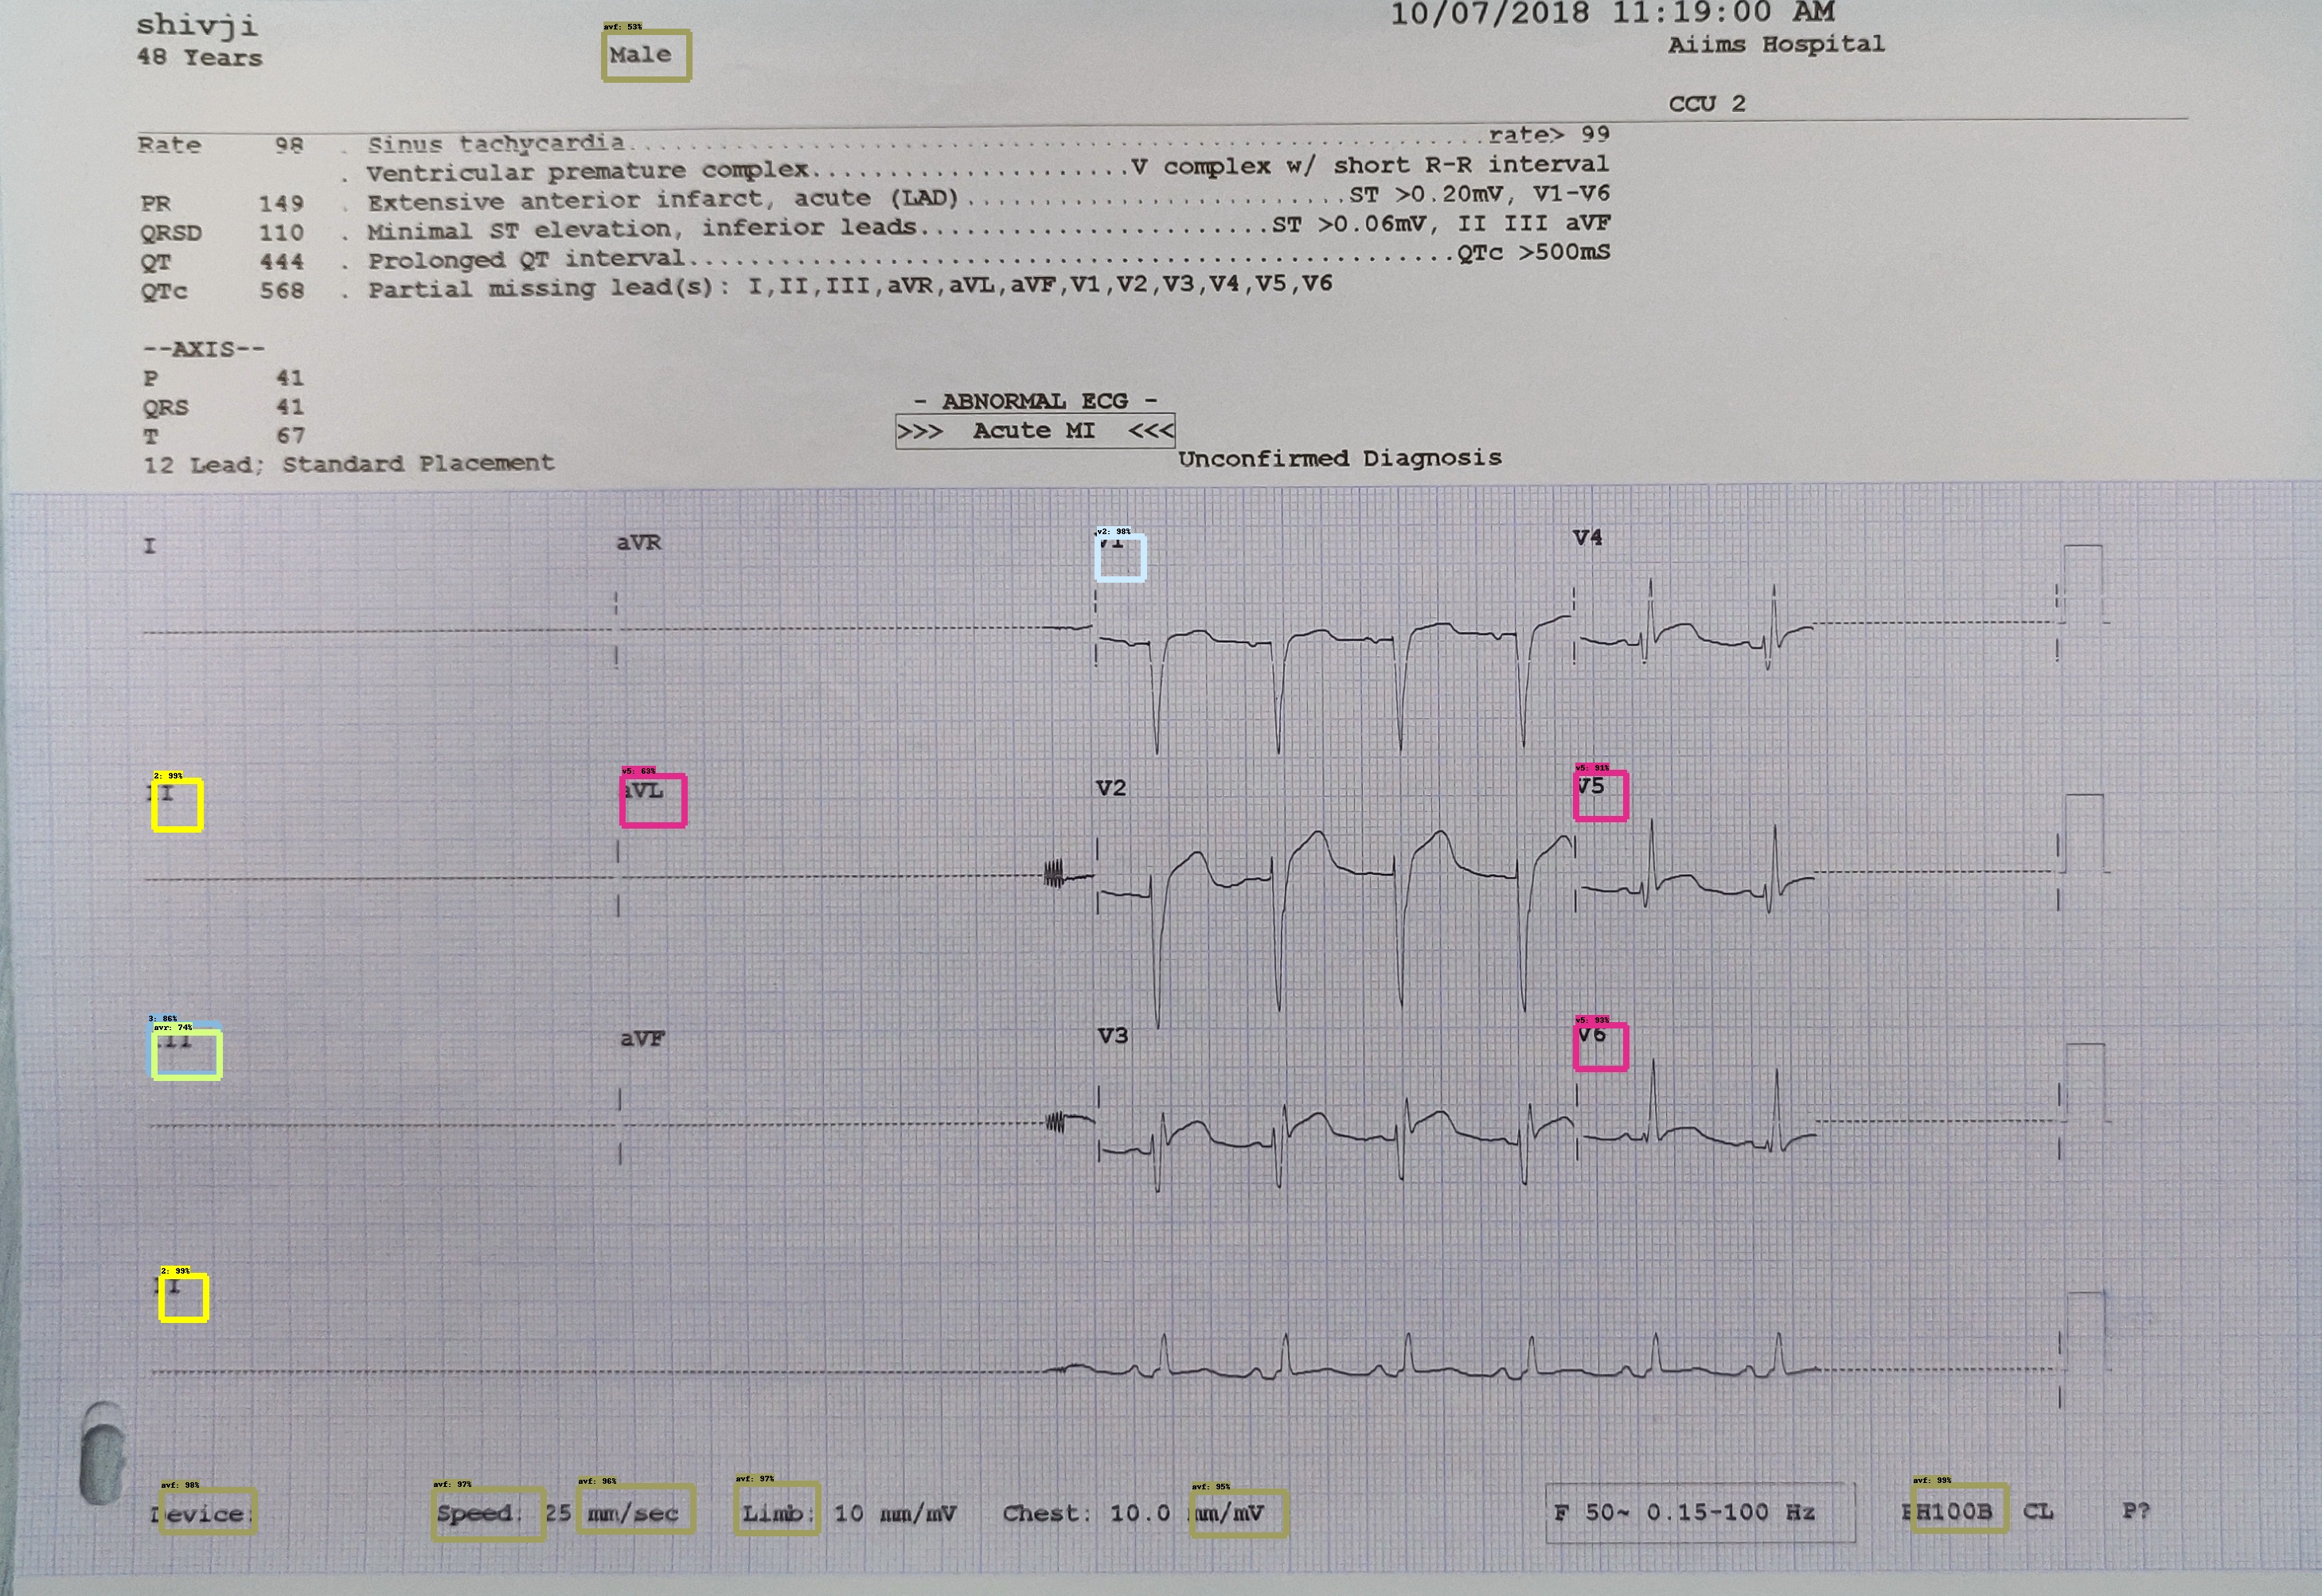 shivji
10/07/2018 11:19:00 AM
48 Years
avf: 53%
Male
Aiims Hospital
CCU 2
Rate 98 . Sinus tachycardia...rate> 99
. Ventricular premature complex...V complex w/ short R-R interval
PR 149 . Extensive anterior infarct, acute (LAD)...ST >0.20mV, V1-V6
QRSD 110 . Minimal ST elevation, inferior leads...ST >0.06mV, II III aVF
QT 444 . Prolonged QT interval...QTc >500mS
QTc 568 . Partial missing lead(s): I,II,III,aVR,aVL,aVF,V1,V2,V3,V4,V5,V6
--AXIS--
P 41
QRS 41
T 67
- ABNORMAL ECG -
>>> Acute MI <<<
12 Lead; Standard Placement
Unconfirmed Diagnosis
v2: 98%
I aVR V1 V4
2: 99% v5: 63% v5: 91%
II aVL V2 V5
3: 86%
avr: 74% v5: 93%
III aVF V3 V6
2: 99%
II
avf: 98% avf: 97% avf: 96% avf: 97% avf: 95% avf: 99%
Device: Speed: 25 mm/sec Limb: 10 mm/mV Chest: 10.0 mm/mV F 50~ 0.15-100 Hz PH100B CL P?